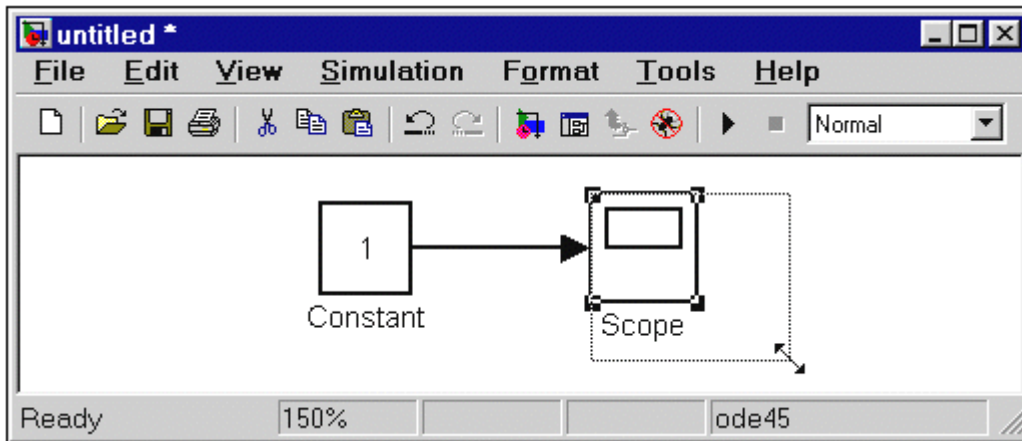 untitled *
File Edit View Simulation Format Tools Help
Normal
1
Constant
Scope
Ready 150% ode45